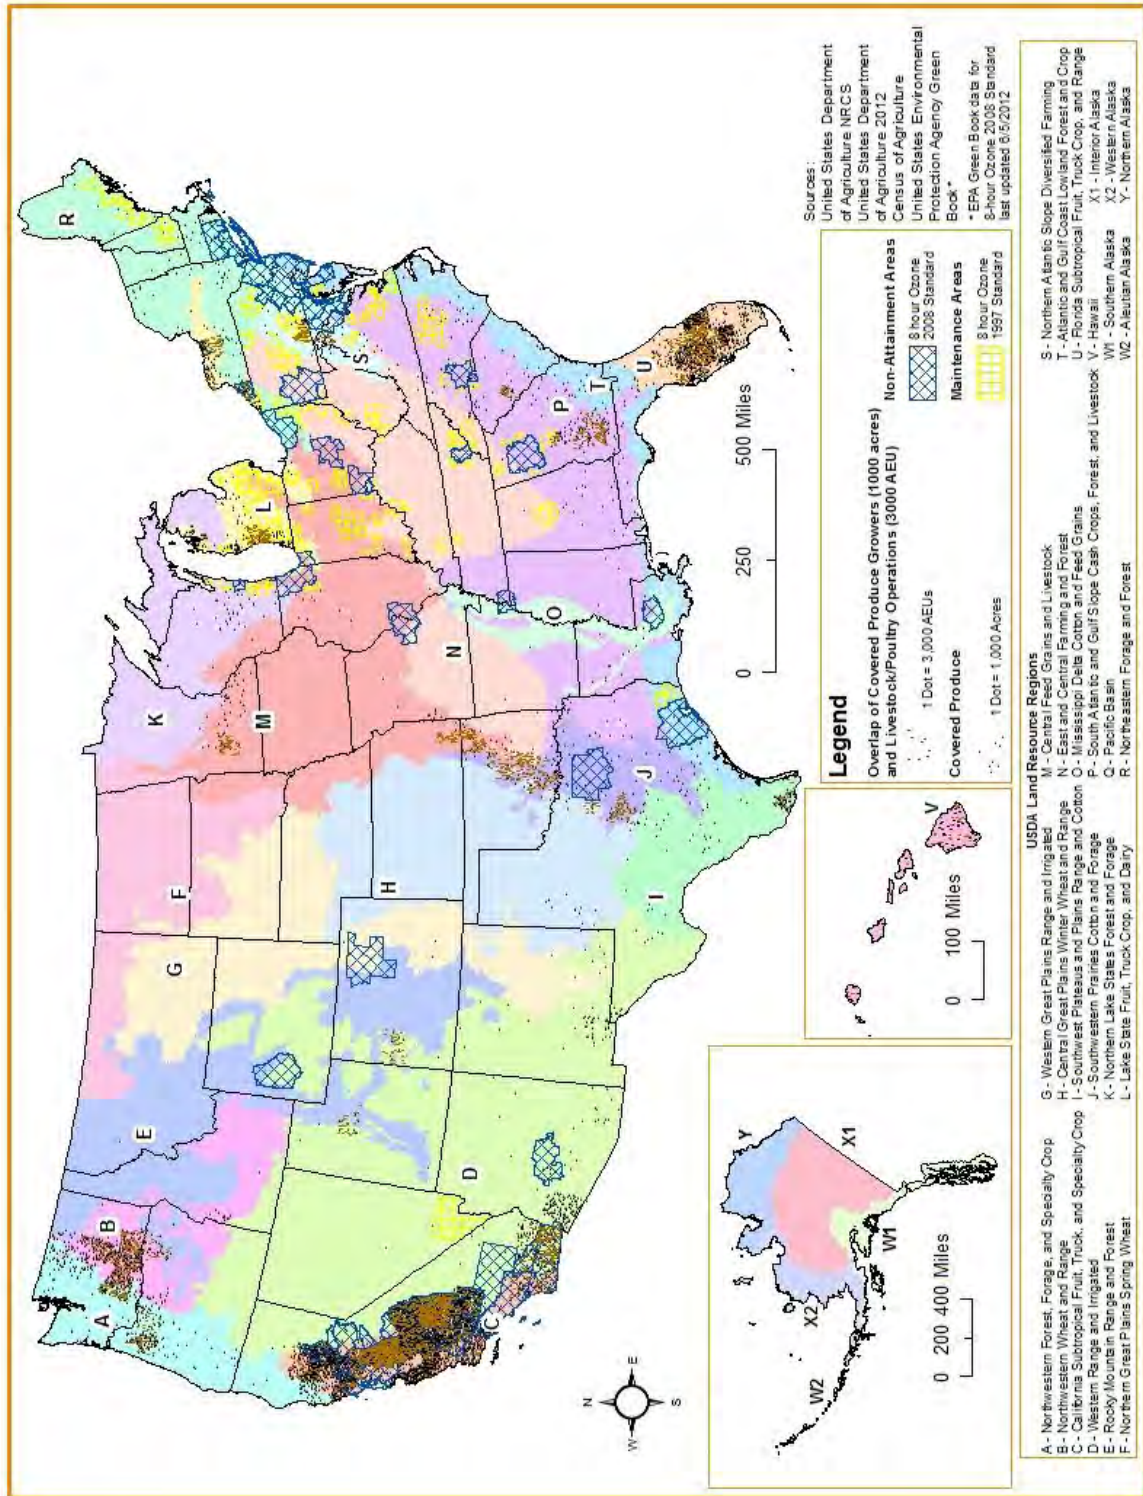 R
S
P
T
U
L
K
M
N
O
J
I
F
G
H
E
D
B
A
C
N
W
E
S
0 250 500 Miles
Y
X1
X2
W1
W2
0 200 400 Miles
V
0 100 Miles
Legend
Overlap of Covered Produce Growers (1000 acres)
and Livestock/Poultry Operations (3000 AEU)
1 Dot = 3,000 AEUs
Covered Produce
1 Dot = 1,000 Acres
Non-Attainment Areas
8 hour Ozone
2008 Standard
Maintenance Areas
8 hour Ozone
1997 Standard
Sources:
United States Department
of Agriculture NRCS
United States Department
of Agriculture 2012
Census of Agriculture
United States Environmental
Protection Agency Green
Book*
* EPA Green Book data for
8-hour Ozone 2008 Standard
last updated 6/5/2012
USDA Land Resource Regions
A - Northwestern Forest, Forage, and Specialty Crop
B - Northwestern Wheat and Range
C - California Subtropical Fruit, Truck, and Specialty Crop
D - Western Range and Irrigated
E - Rocky Mountain Range and Forest
F - Northern Great Plains Spring Wheat
G - Western Great Plains Range and Irrigated
H - Central Great Plains Winter Wheat and Range
I - Southwest Plateaus and Plains Range and Cotton
J - Southwestern Prairies Cotton and Forage
K - Northern Lake States Forest and Forage
L - Lake State Fruit, Truck Crop, and Dairy
M - Central Feed Grains and Livestock
N - East and Central Farming and Forest
O - Mississippi Delta Cotton and Feed Grains
P - South Atlantic and Gulf Slope Cash Crops, Forest, and Livestock
Q - Pacific Basin
R - Northeastern Forage and Forest
S - Northern Atlantic Slope Diversified Farming
T - Atlantic and Gulf Coast Lowland Forest and Crop
U - Florida Subtropical Fruit, Truck Crop, and Range
V - Hawaii
W1 - Southern Alaska
W2 - Aleutian Alaska
X1 - Interior Alaska
X2 - Western Alaska
Y - Northern Alaska